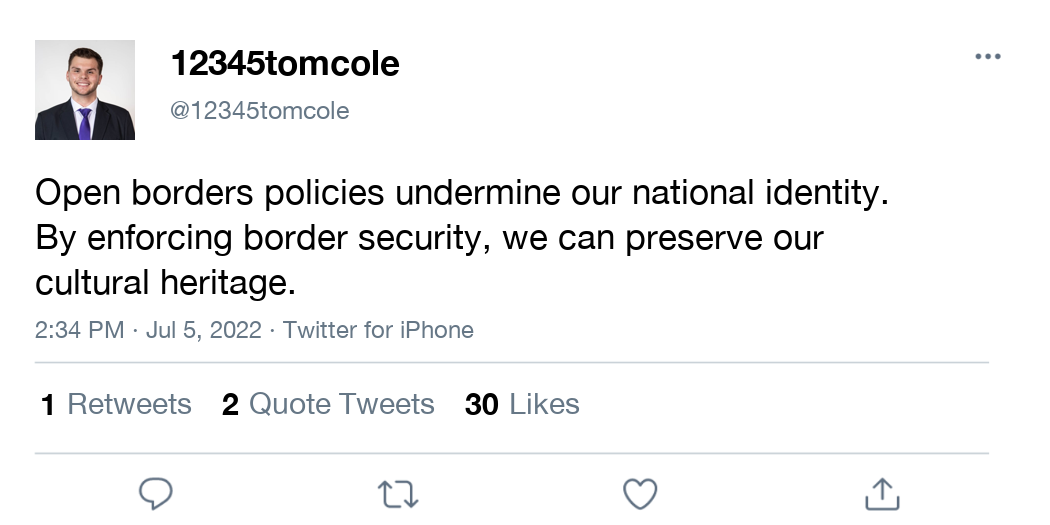 12345tomcole
@12345tomcole
Open borders policies undermine our national identity.
By enforcing border security, we can preserve our
cultural heritage.
2:34 PM · Jul 5, 2022 · Twitter for iPhone
1 Retweets 2 Quote Tweets 30 Likes